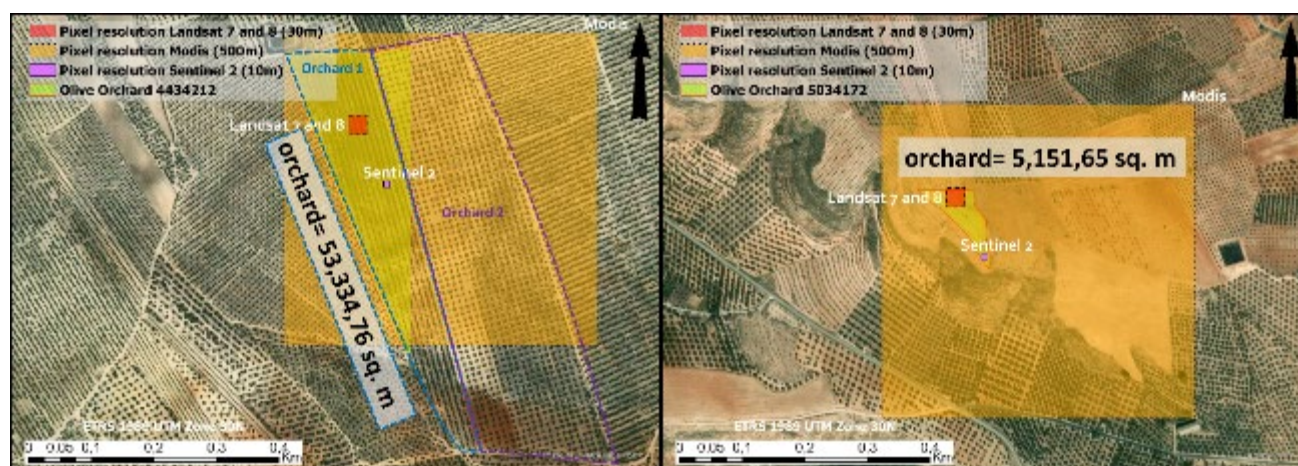 Modis
Pixel resolution Landsat 7 and 8 (30m)
Pixel resolution Modis (500m)
Pixel resolution Sentinel 2 (10m)
Olive Orchard 4434212
Orchard 1
Landsat 7 and 8
Sentinel 2
Orchard 2
orchard= 53,334,76 sq. m
ETRS 1989 UTM Zone 30N
0 0.05 0.1 0.2 0.3 0.4
Km
Pixel resolution Landsat 7 and 8 (30m)
Pixel resolution Modis (500m)
Pixel resolution Sentinel 2 (10m)
Olive Orchard 5034172
Modis
orchard= 5,151,65 sq. m
Landsat 7 and 8
Sentinel 2
ETRS 1989 UTM Zone 30N
0 0.05 0.1 0.2 0.3 0.4
Km